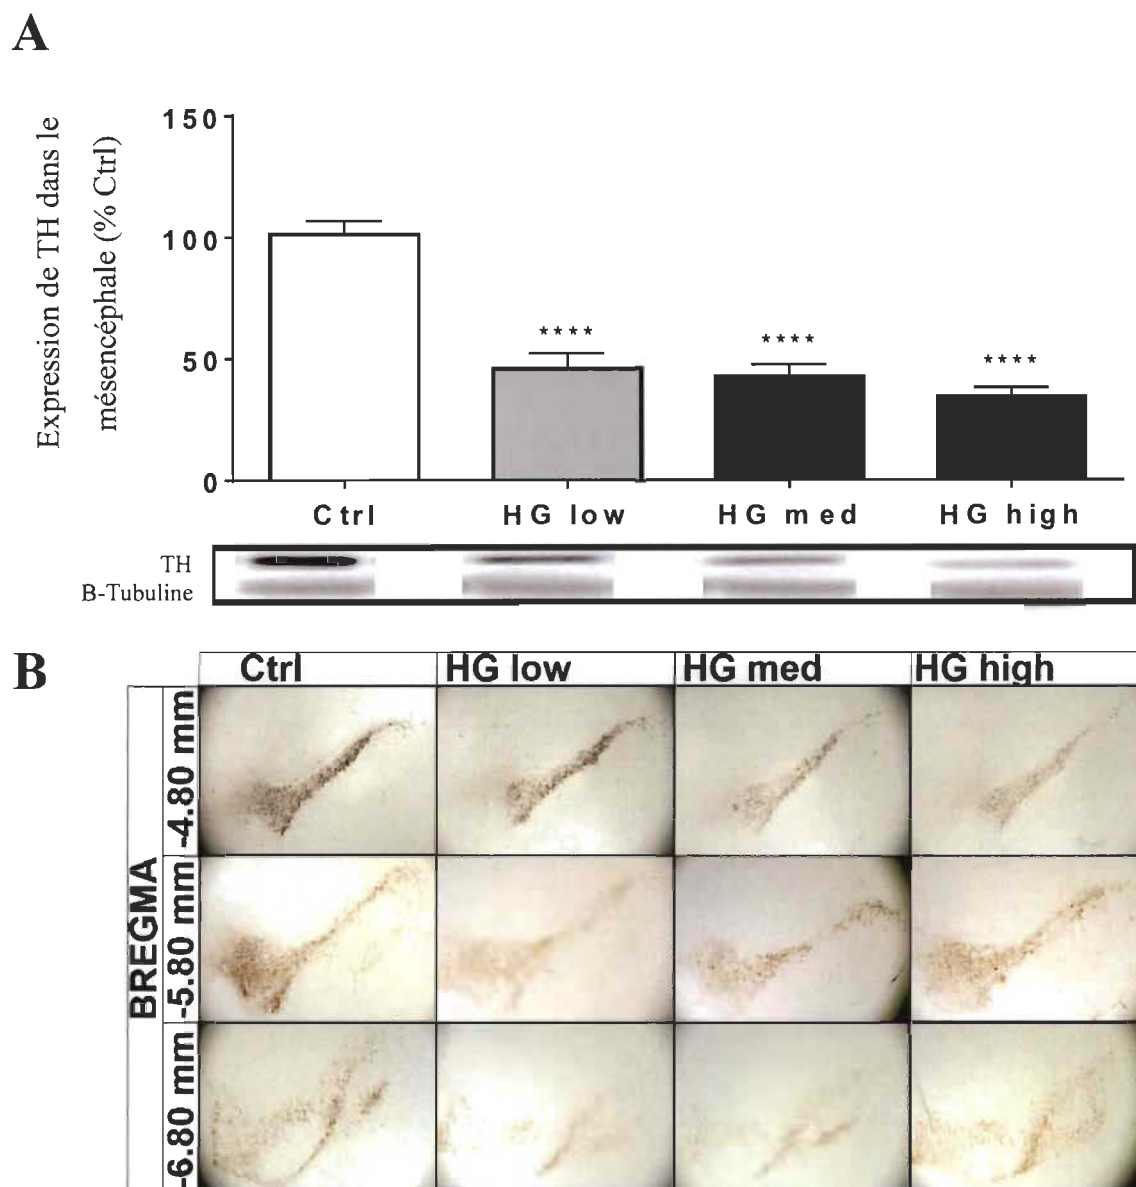 A
Expression de TH dans le
mésencéphale (% Ctrl)
150
100
50
0
****
****
****
Ctrl
HG low
HG med
HG high
TH
B-Tubuline
B
Ctrl
HG low
HG med
HG high
BREGMA
-4.80 mm
-5.80 mm
-6.80 mm